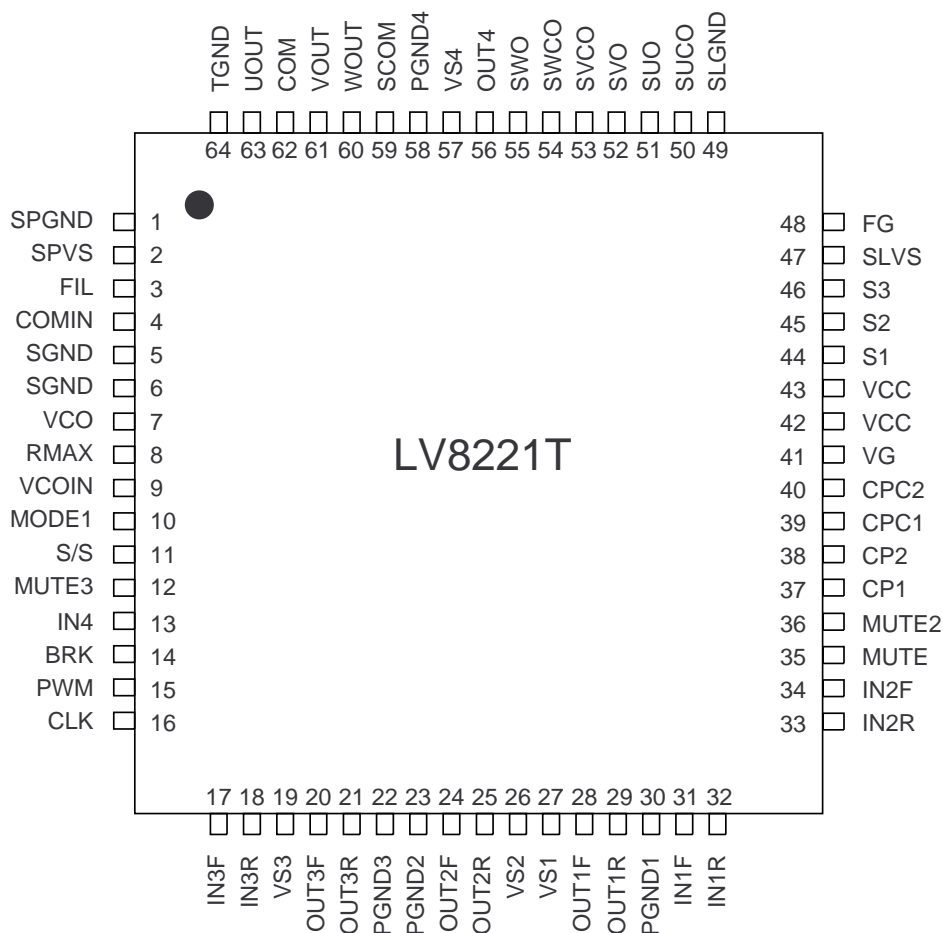 TGND UOUT COM VOUT WOUT SCOM PGND4 VS4 OUT4 SWO SWCO SVCO SVO SUO SUCO SLGND
64 63 62 61 60 59 58 57 56 55 54 53 52 51 50 49
SPGND 1 48 FG
SPVS 2 47 SLVS
FIL 3 46 S3
COMIN 4 45 S2
SGND 5 44 S1
SGND 6 43 VCC
VCO 7 42 VCC
RMAX 8 41 VG
LV8221T
VCOIN 9 40 CPC2
MODE1 10 39 CPC1
S/S 11 38 CP2
MUTE3 12 37 CP1
IN4 13 36 MUTE2
BRK 14 35 MUTE
PWM 15 34 IN2F
CLK 16 33 IN2R
17 18 19 20 21 22 23 24 25 26 27 28 29 30 31 32
IN3F IN3R VS3 OUT3F OUT3R PGND3 PGND2 OUT2F OUT2R VS2 VS1 OUT1F OUT1R PGND1 IN1F IN1R